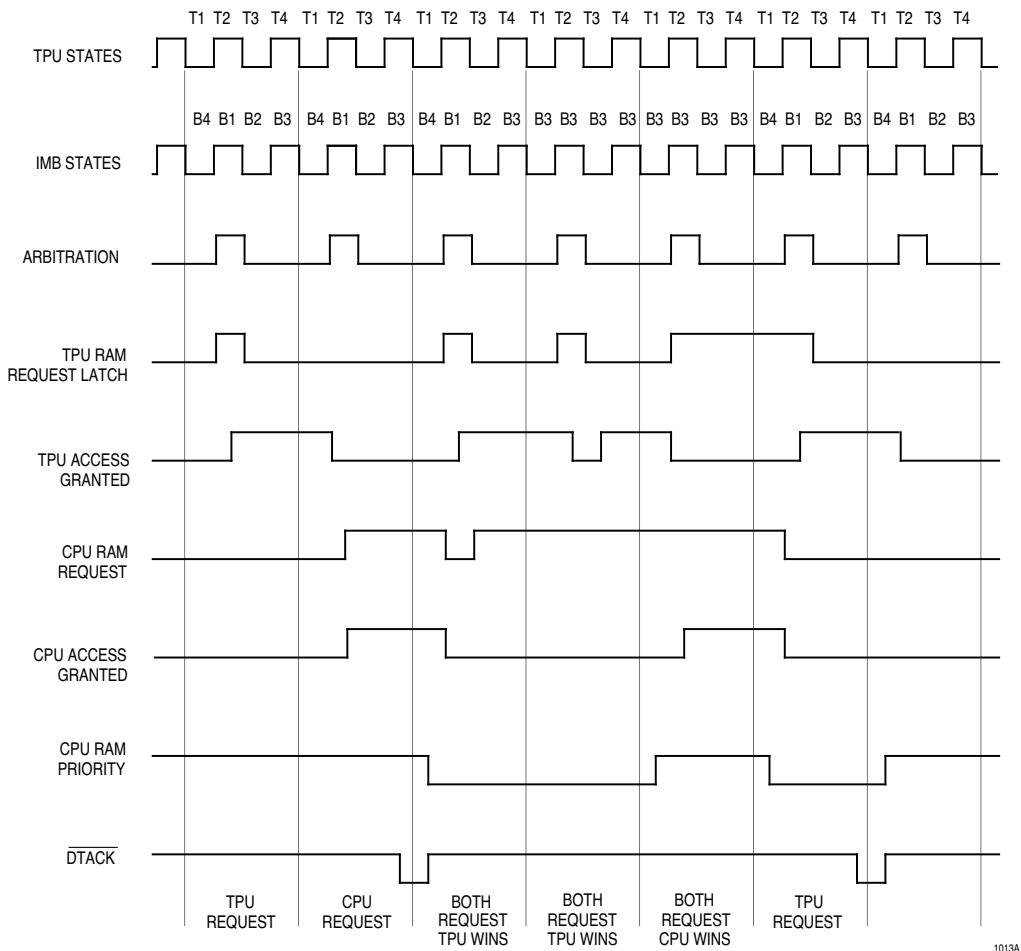 T1 T2 T3 T4 T1 T2 T3 T4 T1 T2 T3 T4 T1 T2 T3 T4 T1 T2 T3 T4 T1 T2 T3 T4 T1 T2 T3 T4
TPU STATES
B4 B1 B2 B3 B4 B1 B2 B3 B4 B1 B2 B3 B3 B3 B3 B3 B3 B3 B3 B3 B4 B1 B2 B3 B4 B1 B2 B3
IMB STATES
ARBITRATION
TPU RAM
REQUEST LATCH
TPU ACCESS
GRANTED
CPU RAM
REQUEST
CPU ACCESS
GRANTED
CPU RAM
PRIORITY
DTACK
TPU
REQUEST
CPU
REQUEST
BOTH
REQUEST
TPU WINS
BOTH
REQUEST
TPU WINS
BOTH
REQUEST
CPU WINS
TPU
REQUEST
1013A